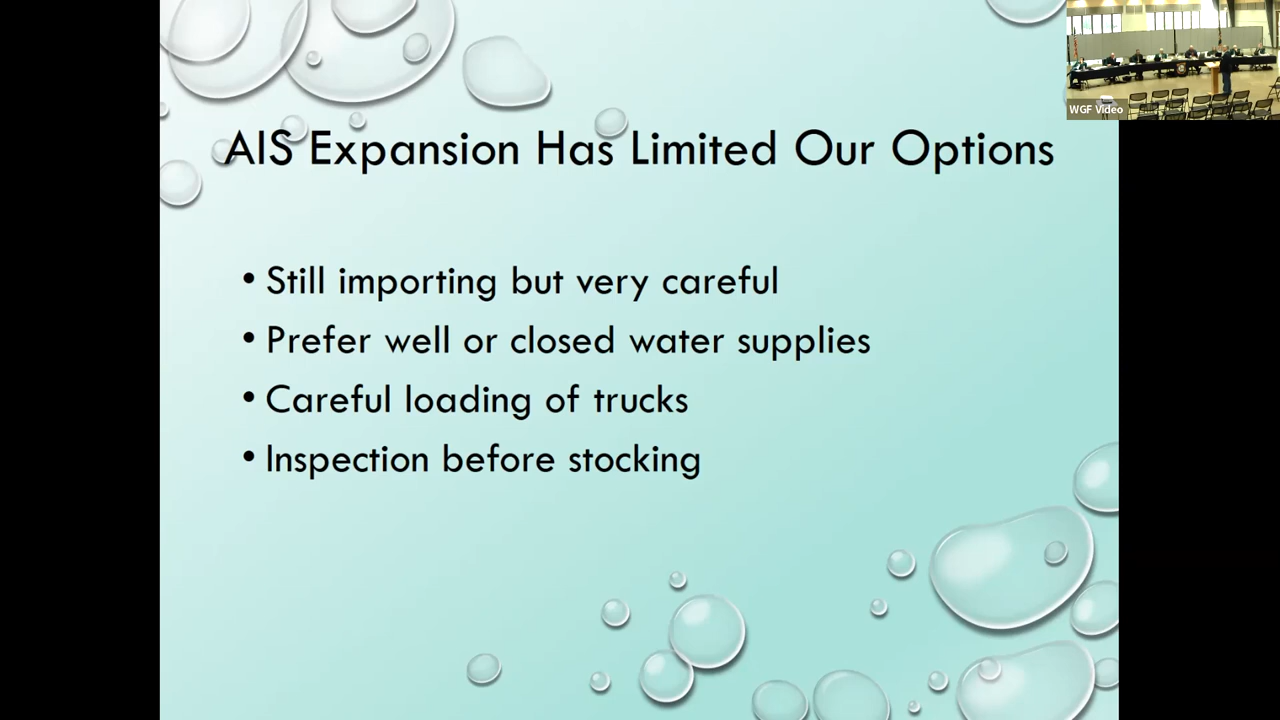 WGF Video
AIS Expansion Has Limited Our Options
• Still importing but very careful
• Prefer well or closed water supplies
• Careful loading of trucks
• Inspection before stocking